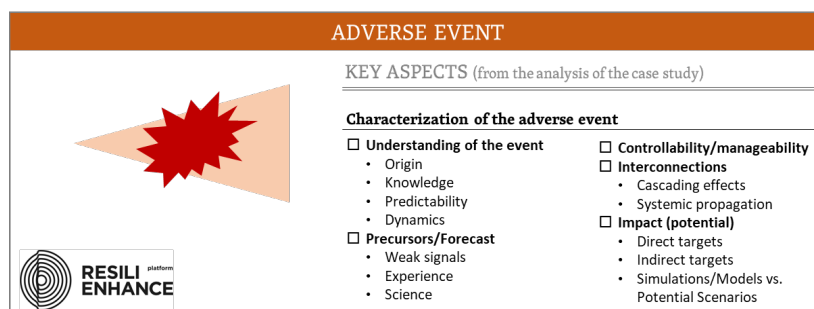 ADVERSE EVENT
KEY ASPECTS (from the analysis of the case study)
Characterization of the adverse event
☐ Understanding of the event
• Origin
• Knowledge
• Predictability
• Dynamics
☐ Precursors/Forecast
• Weak signals
• Experience
• Science
☐ Controllability/manageability
☐ Interconnections
• Cascading effects
• Systemic propagation
☐ Impact (potential)
• Direct targets
• Indirect targets
• Simulations/Models vs.
Potential Scenarios
RESILI platform
ENHANCE